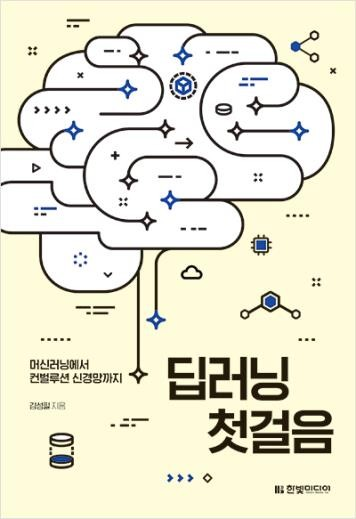 머신러닝에서
컨벌루션 신경망까지
김성필 지음
딥러닝
첫걸음
한빛미디어